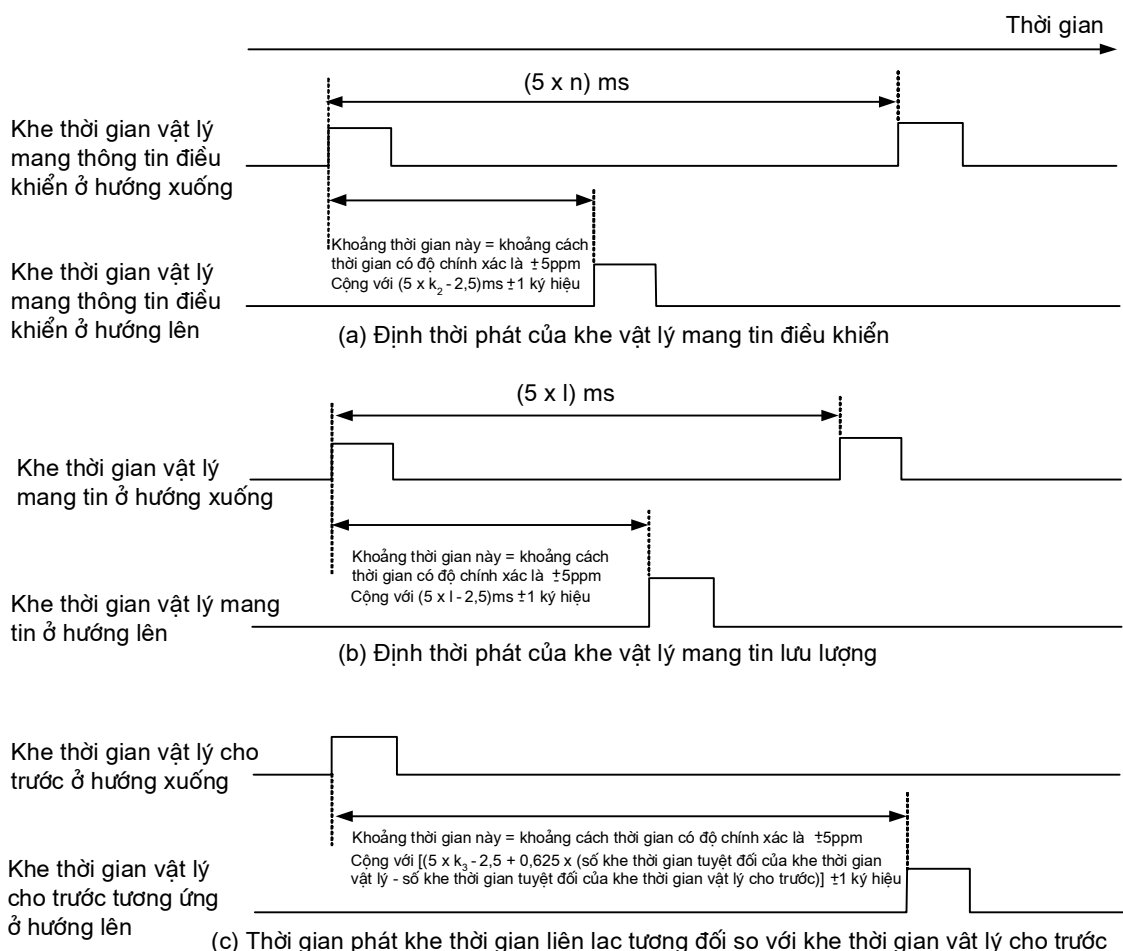 Thời gian
(5 x n) ms
Khe thời gian vật lý
mang thông tin điều
khiển ở hướng xuống
Khoảng thời gian này = khoảng cách
thời gian có độ chính xác là ±5ppm
Cộng với (5 x k₂ - 2,5)ms ±1 ký hiệu
Khe thời gian vật lý
mang thông tin điều
khiển ở hướng lên
(a) Định thời phát của khe vật lý mang tin điều khiển
(5 x l) ms
Khe thời gian vật lý
mang tin ở hướng xuống
Khoảng thời gian này = khoảng cách
thời gian có độ chính xác là ±5ppm
Cộng với (5 x l - 2,5)ms ±1 ký hiệu
Khe thời gian vật lý mang
tin ở hướng lên
(b) Định thời phát của khe vật lý mang tin lưu lượng
Khe thời gian vật lý cho
trước ở hướng xuống
Khoảng thời gian này = khoảng cách thời gian có độ chính xác là ±5ppm
Cộng với [(5 x k₃ - 2,5 + 0,625 x (số khe thời gian tuyệt đối của khe thời gian
vật lý - số khe thời gian tuyệt đối của khe thời gian vật lý cho trước)] ±1 ký hiệu
Khe thời gian vật lý
cho trước tương ứng
ở hướng lên
(c) Thời gian phát khe thời gian liên lạc tương đối so với khe thời gian vật lý cho trước